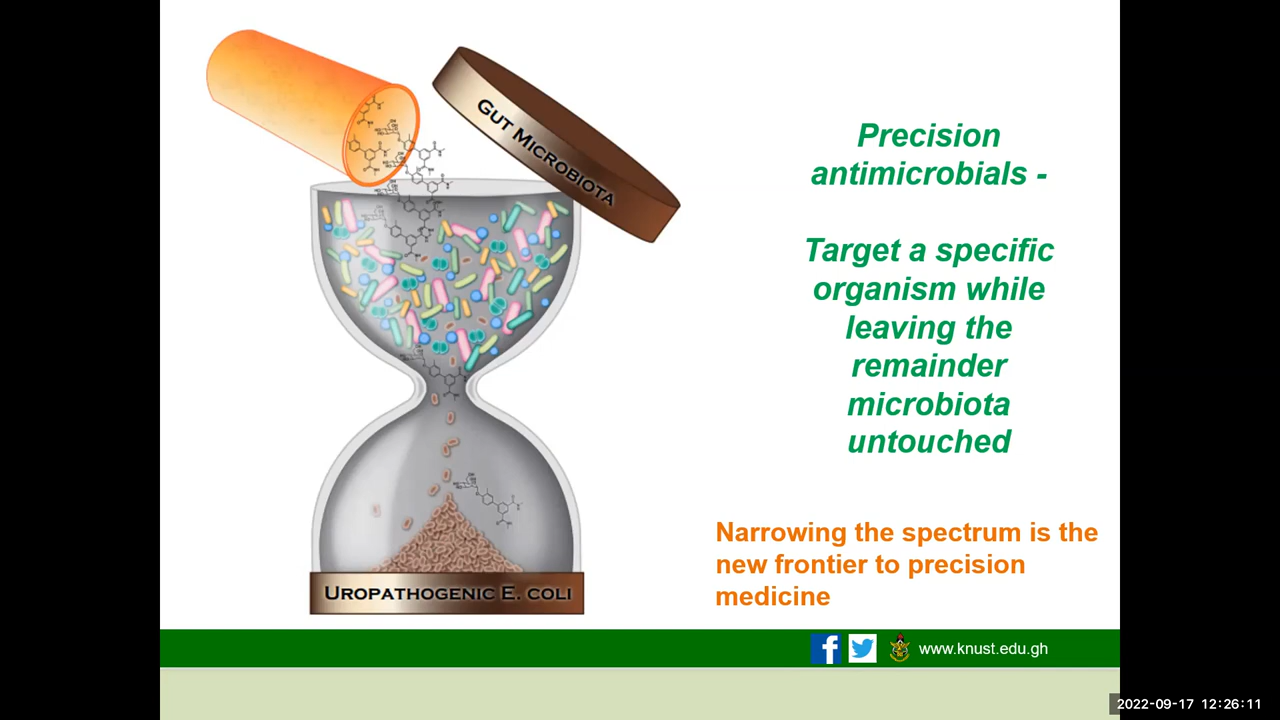 GUT MICROBIOTA
Precision
antimicrobials -
Target a specific
organism while
leaving the
remainder
microbiota
untouched
Narrowing the spectrum is the
new frontier to precision
medicine
UROPATHOGENIC E. COLI
www.knust.edu.gh
2022-09-17 12:26:11